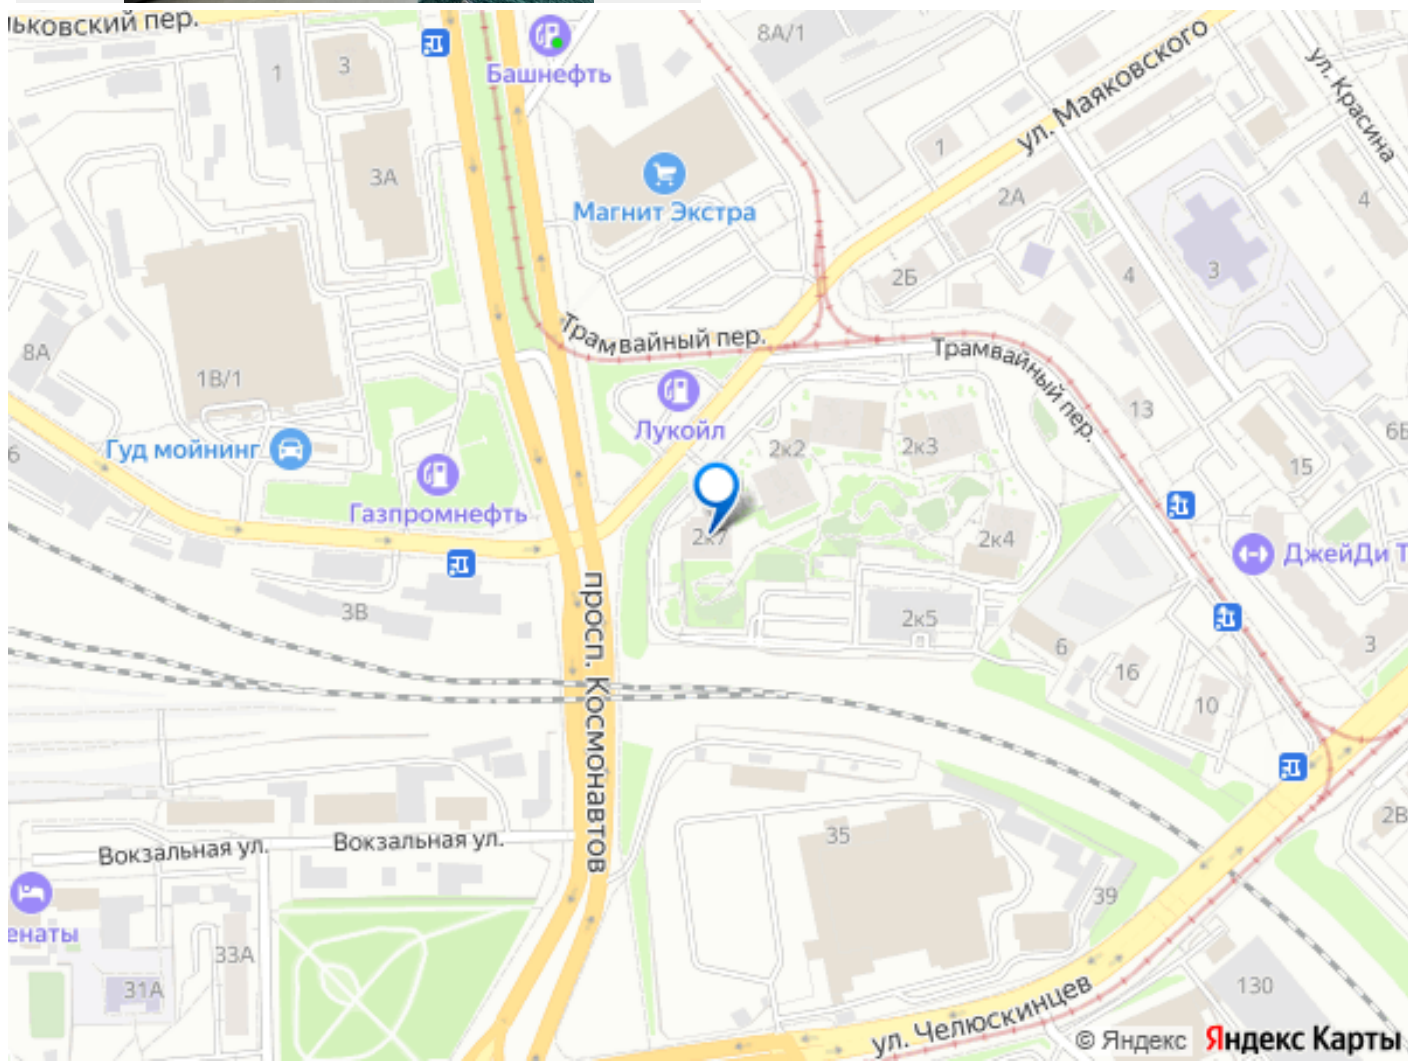 ьковский пер.
Башнефть
8А/1
ул. Маяковского
ул. Красина
1
3
3А
1
2А
4
Магнит Экстра
2Б
4
3
8А
1В/1
Трамвайный пер.
Трамвайный пер.
13
6Б
15
Лукойл
Гуд мойнинг
Газпромнефть
6
2к2
2к3
2к7
2к4
ДжейДи Т
3В
просп. Космонавтов
2к5
6
16
10
3
2В
35
Вокзальная ул.
Вокзальная ул.
39
енаты
33А
31А
130
ул. Челюскинцев
© Яндекс Яндекс Карты